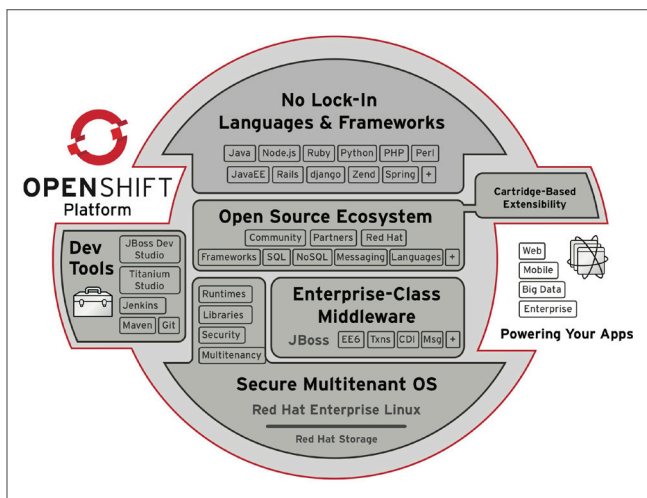 No Lock-In
Languages & Frameworks
Java Node.js Ruby Python PHP Perl
JavaEE Rails django Zend Spring +
OPENSHIFT
Platform
Cartridge-Based
Extensibility
Open Source Ecosystem
Community Partners Red Hat
Frameworks SQL NoSQL Messaging Languages +
Dev
Tools
JBoss Dev
Studio
Titanium
Studio
Jenkins
Maven Git
Runtimes
Libraries
Security
Multitenancy
Enterprise-Class
Middleware
JBoss EE6 Txns CDI Msg +
Web
Mobile
Big Data
Enterprise
Powering Your Apps
Secure Multitenant OS
Red Hat Enterprise Linux
Red Hat Storage